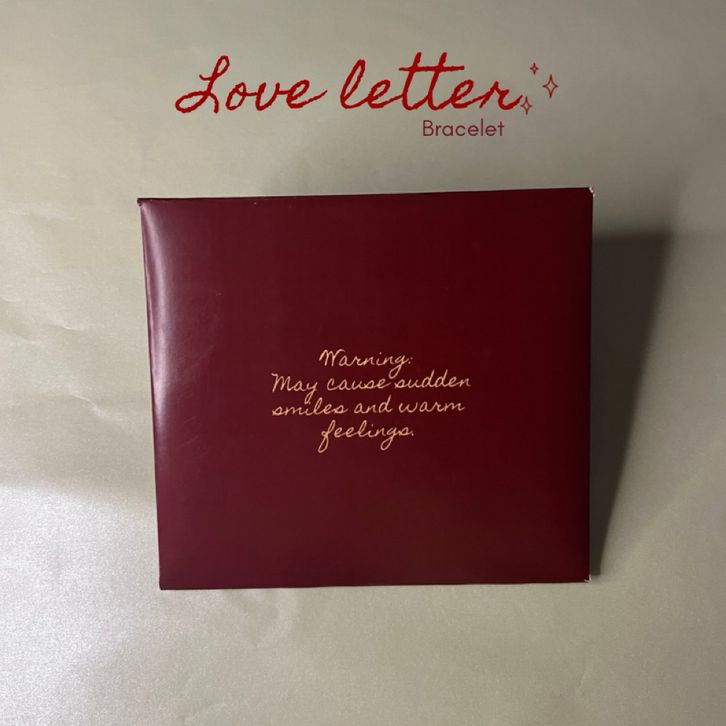 Love letter
Bracelet
Warning:
May cause sudden
smiles and warm
feelings.